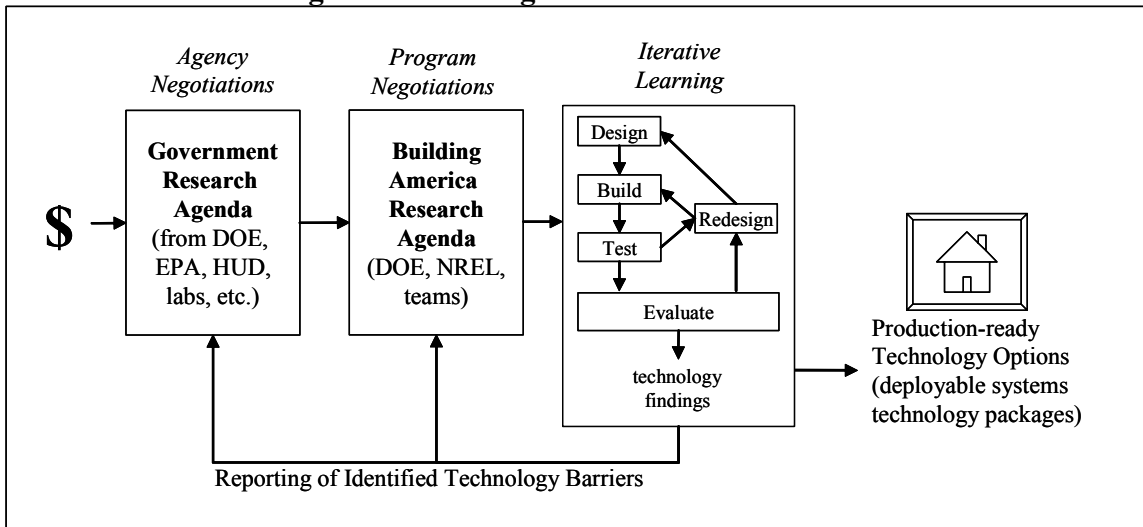 Agency
Negotiations
Program
Negotiations
Iterative
Learning
$
Government
Research
Agenda
(from DOE,
EPA, HUD,
labs, etc.)
Building
America
Research
Agenda
(DOE, NREL,
teams)
Design
Build
Redesign
Test
Evaluate
technology
findings
Production-ready
Technology Options
(deployable systems
technology packages)
Reporting of Identified Technology Barriers